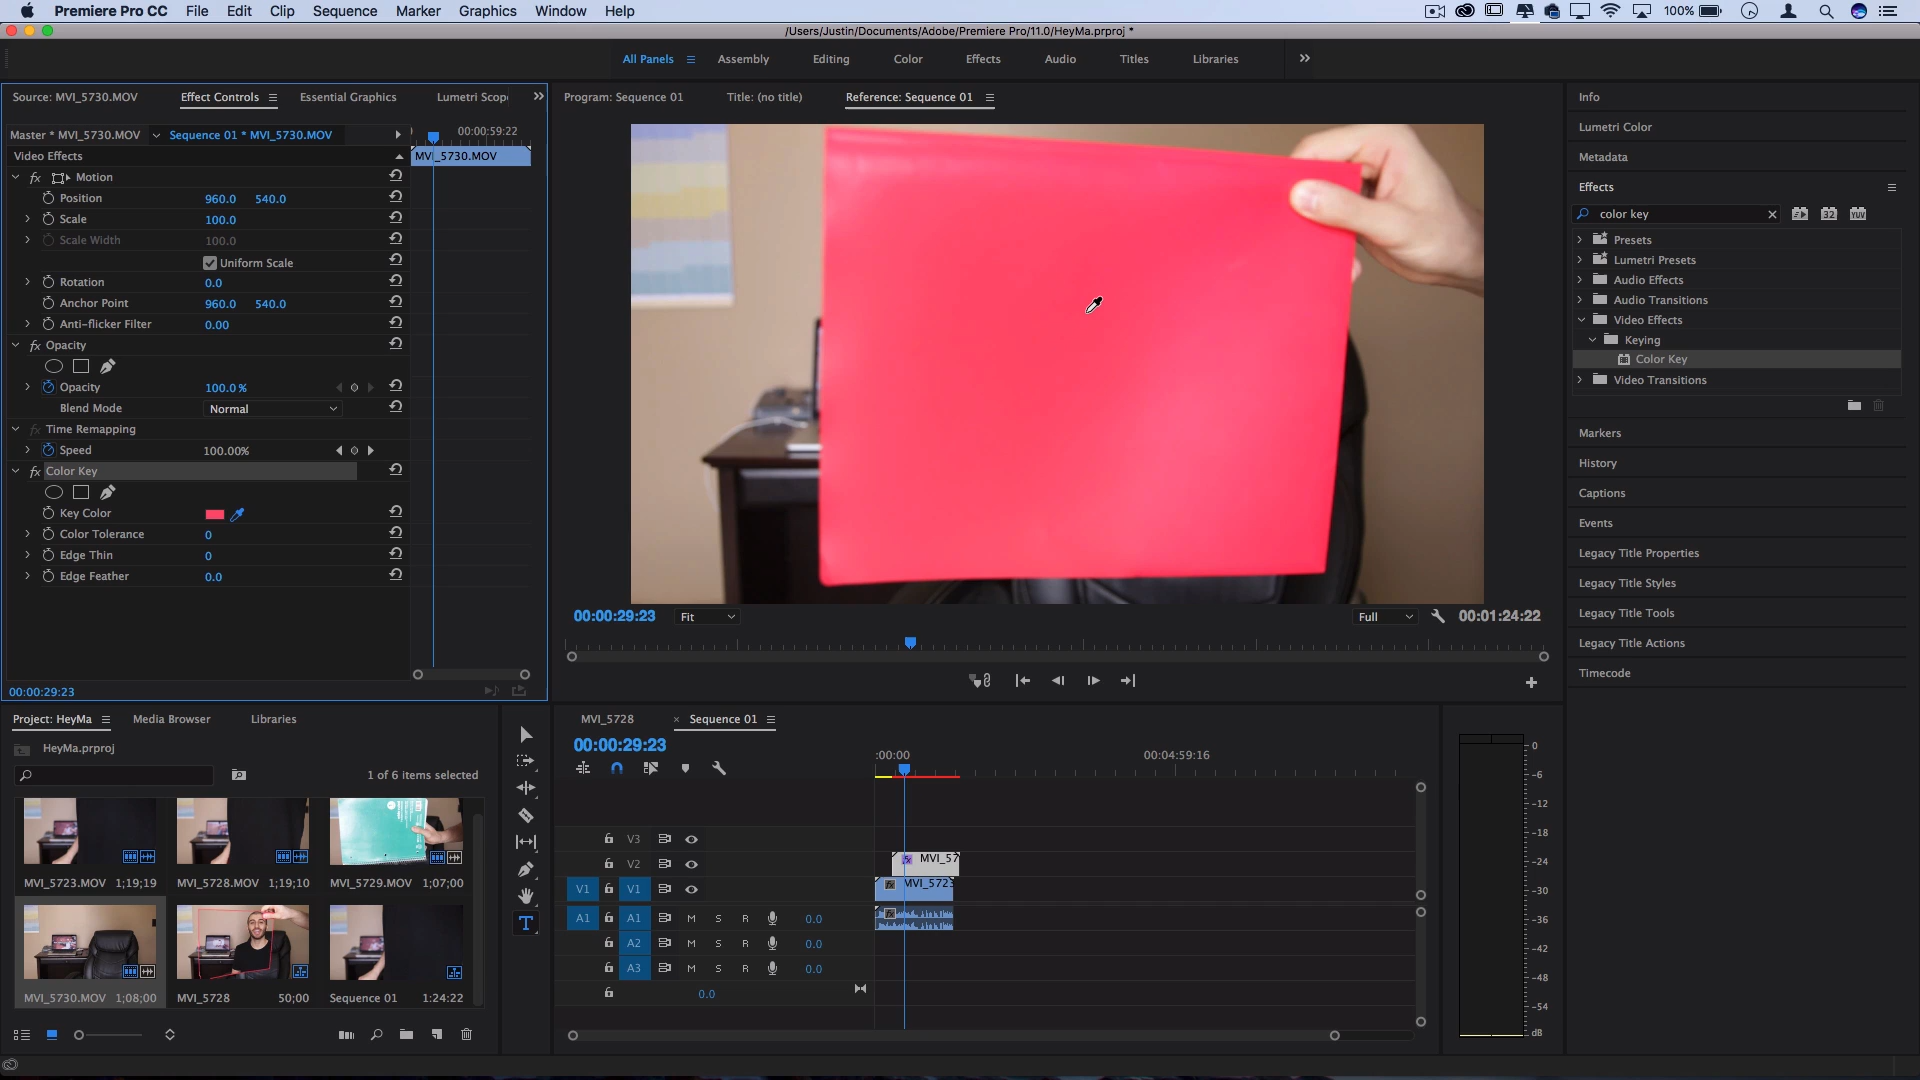 Premiere Pro CC File Edit Clip Sequence Marker Graphics Window Help 100%
/Users/Justin/Documents/Adobe/Premiere Pro/11.0/HeyMa.prproj *
All Panels Assembly Editing Color Effects Audio Titles Libraries
Source: MVI_5730.MOV Effect Controls Essential Graphics Lumetri Scop
Master * MVI_5730.MOV Sequence 01 * MVI_5730.MOV
00:00:59:22
Video Effects
MVI_5730.MOV
fx Motion
Position 960.0 540.0
Scale 100.0
Scale Width 100.0
Uniform Scale
Rotation 0.0
Anchor Point 960.0 540.0
Anti-flicker Filter 0.00
fx Opacity
Opacity 100.0 %
Blend Mode Normal
fx Time Remapping
Speed 100.00%
fx Color Key
Key Color
Color Tolerance 0
Edge Thin 0
Edge Feather 0.0
00:00:29:23
Program: Sequence 01 Title: (no title) Reference: Sequence 01
00:00:29:23 Fit Full 00:01:24:22
Info
Lumetri Color
Metadata
Effects
color key 32 YUV
Presets
Lumetri Presets
Audio Effects
Audio Transitions
Video Effects
Keying
Color Key
Video Transitions
Markers
History
Captions
Events
Legacy Title Properties
Legacy Title Styles
Legacy Title Tools
Legacy Title Actions
Timecode
Project: HeyMa Media Browser Libraries
HeyMa.prproj
1 of 6 items selected
MVI_5723.MOV 1;19;19 MVI_5728.MOV 1;19;10 MVI_5729.MOV 1;07;00
MVI_5730.MOV 1;08;00 MVI_5728 50;00 Sequence 01 1:24:22
T
MVI_5728 × Sequence 01
00:00:29:23
:00:00 00:04:59:16
V3
V2 fx MVI_57
V1 V1 fx MVI_5723
A1 A1 M S R 0.0 fx
A2 M S R 0.0
A3 M S R 0.0
0.0
0
-6
-12
-18
-24
-30
-36
-42
-48
-54
dB